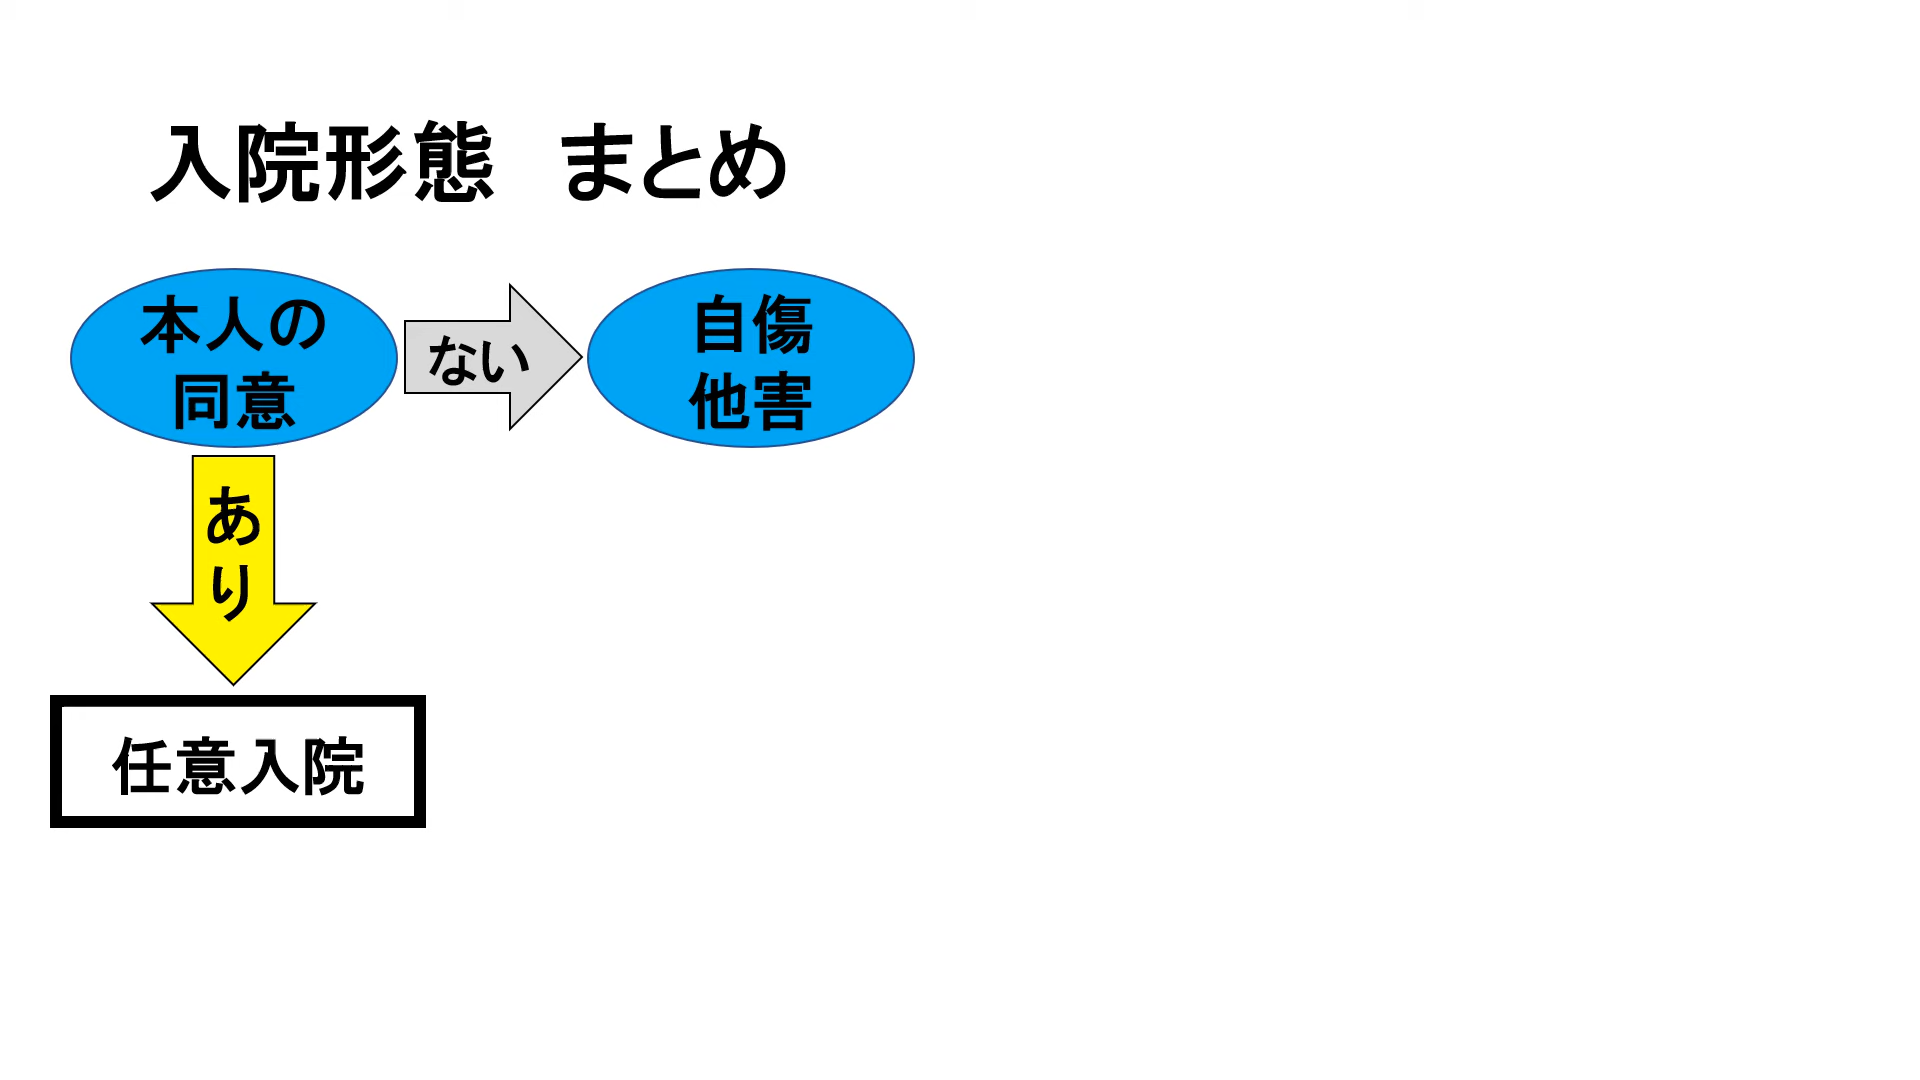 入院形態　まとめ
本人の
同意
ない
自傷
他害
あ
り
任意入院